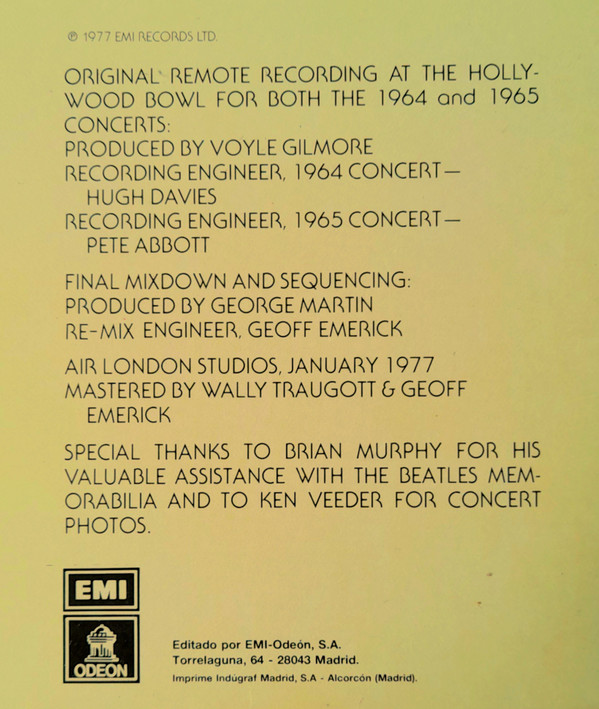 ℗ 1977 EMI RECORDS LTD.
ORIGINAL REMOTE RECORDING AT THE HOLLY-
WOOD BOWL FOR BOTH THE 1964 and 1965
CONCERTS:
PRODUCED BY VOYLE GILMORE
RECORDING ENGINEER, 1964 CONCERT—
HUGH DAVIES
RECORDING ENGINEER, 1965 CONCERT—
PETE ABBOTT
FINAL MIXDOWN AND SEQUENCING:
PRODUCED BY GEORGE MARTIN
RE-MIX ENGINEER, GEOFF EMERICK
AIR LONDON STUDIOS, JANUARY 1977
MASTERED BY WALLY TRAUGOTT & GEOFF
EMERICK
SPECIAL THANKS TO BRIAN MURPHY FOR HIS
VALUABLE ASSISTANCE WITH THE BEATLES MEM-
ORABILIA AND TO KEN VEEDER FOR CONCERT
PHOTOS.
EMI
ODEON
Editado por EMI-Odeón, S.A.
Torrelaguna, 64 - 28043 Madrid.
Imprime Indúgraf Madrid, S.A - Alcorcón (Madrid).